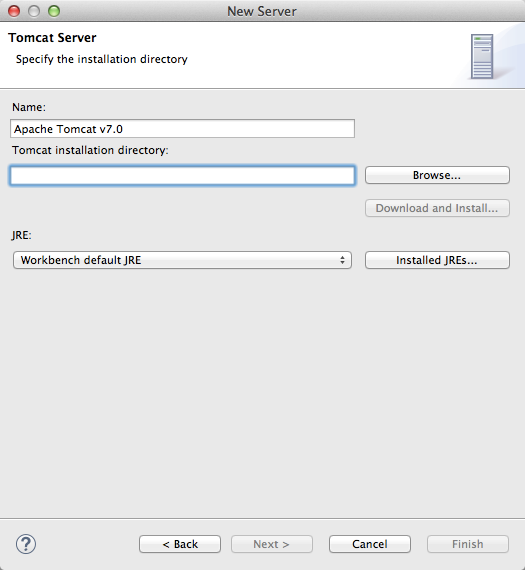 New Server
Tomcat Server
Specify the installation directory
Name:
Apache Tomcat v7.0
Tomcat installation directory:
Browse...
Download and Install...
JRE:
Workbench default JRE
Installed JREs...
?
< Back
Next >
Cancel
Finish